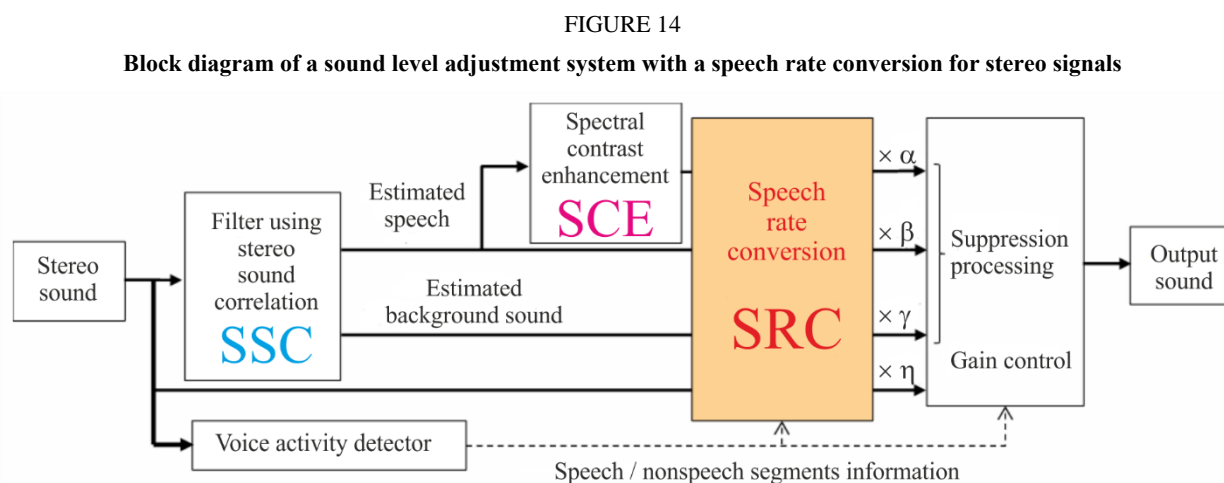 FIGURE 14
Block diagram of a sound level adjustment system with a speech rate conversion for stereo signals
Stereo
sound
Filter using
stereo
sound
correlation
SSC
Estimated
speech
Estimated
background sound
Spectral
contrast
enhancement
SCE
Speech
rate
conversion
SRC
× α
× β
× γ
× η
Suppression
processing
Gain control
Output
sound
Voice activity detector
Speech / nonspeech segments information